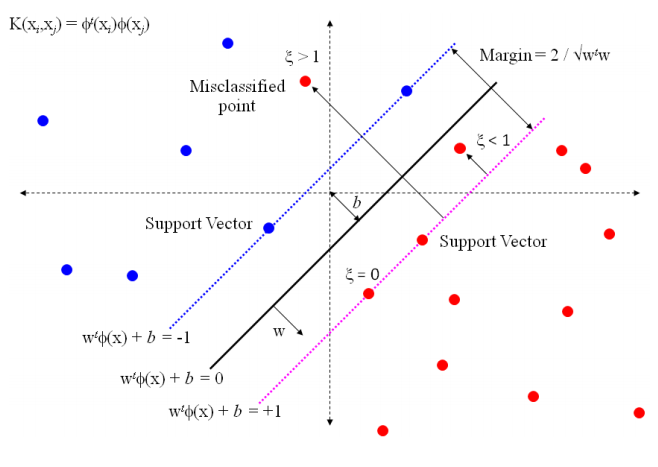 K(xᵢ,xⱼ) = ϕᵗ(xᵢ)ϕ(xⱼ)
ξ > 1
Margin = 2 / √wᵗw
Misclassified
point
ξ < 1
b
Support Vector
Support Vector
ξ = 0
w
wᵗϕ(x) + b = -1
wᵗϕ(x) + b = 0
wᵗϕ(x) + b = +1